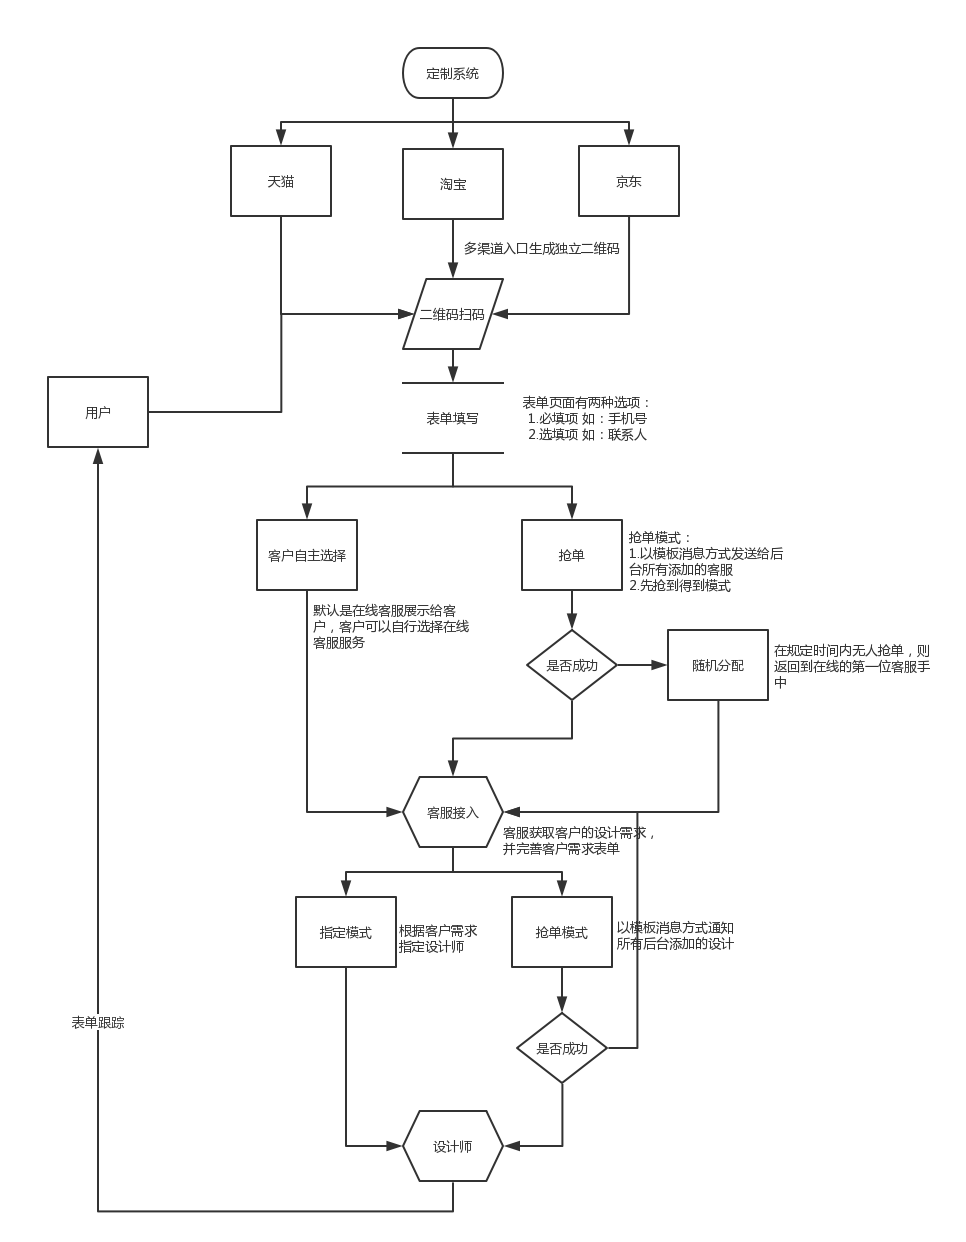 定制系统
天猫
淘宝
京东
多渠道入口生成独立二维码
二维码扫码
用户
表单填写
表单页面有两种选项：
1.必填项 如：手机号
2.选填项 如：联系人
客户自主选择
抢单
抢单模式：
1.以模板消息方式发送给后
台所有添加的客服
2.先抢到得到模式
默认是在线客服展示给客
户，客户可以自行选择在线
客服服务
是否成功
随机分配
在规定时间内无人抢单，则
返回到在线的第一位客服手
中
客服接入
客服获取客户的设计需求，
并完善客户需求表单
指定模式
根据客户需求
指定设计师
抢单模式
以模板消息方式通知
所有后台添加的设计
表单跟踪
是否成功
设计师